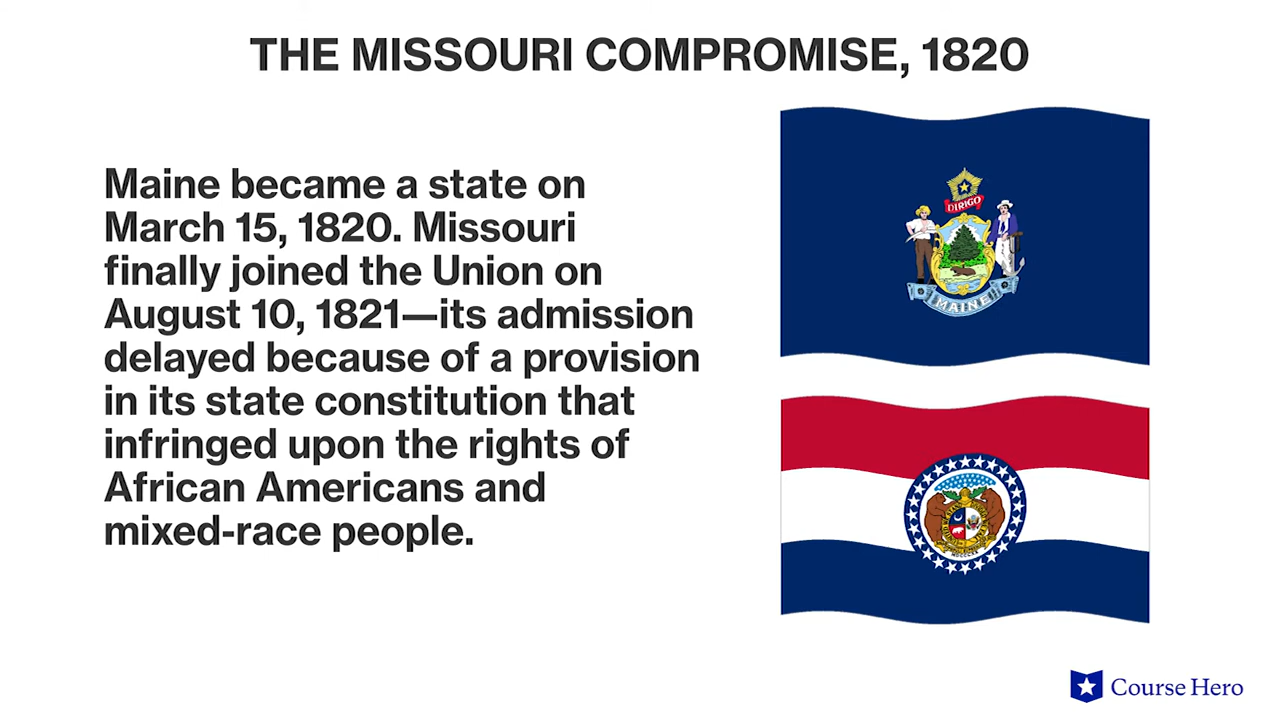 THE MISSOURI COMPROMISE, 1820
Maine became a state on
March 15, 1820. Missouri
finally joined the Union on
August 10, 1821—its admission
delayed because of a provision
in its state constitution that
infringed upon the rights of
African Americans and
mixed-race people.
DIRIGO
MAINE
Course Hero